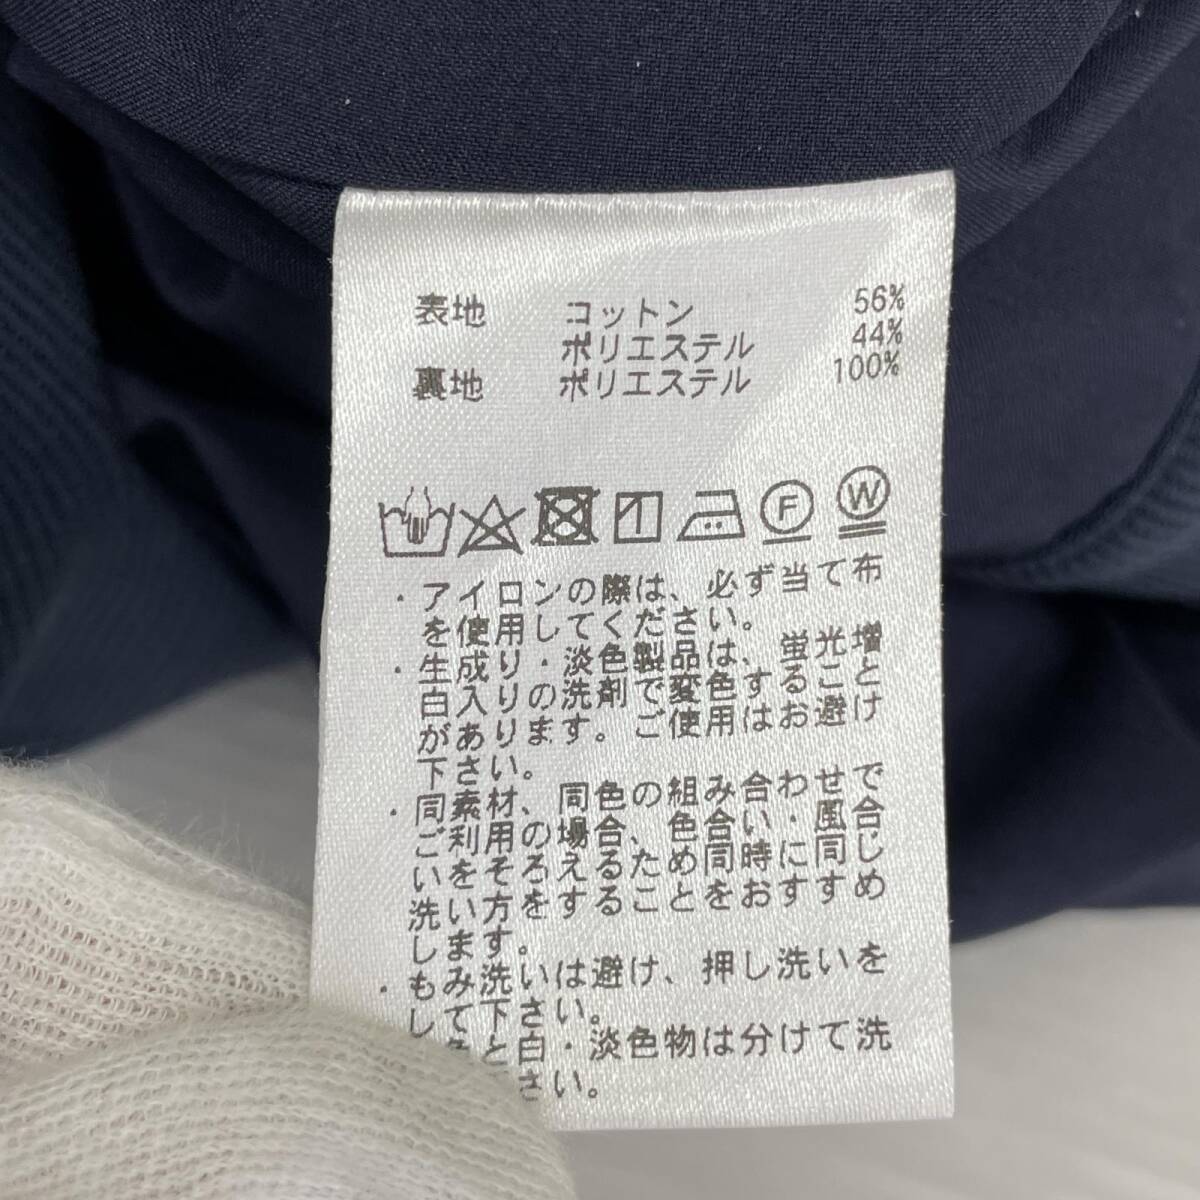 表地 コットン 56%
ポリエステル 44%
裏地 ポリエステル 100%
F W
・アイロンの際は、必ず当て布
を使用してください。
・生成り・淡色製品は、蛍光増
白入りの洗剤で変色すること
があります。ご使用はお避け
下さい。
・同素材、同色の組み合わせで
ご利用の場合、色合い・風合
いをそろえるため同時に同じ
洗い方をすることをおすすめ
します。
・もみ洗いは避け、押し洗いを
して下さい。
と白・淡色物は分けて洗
さい。